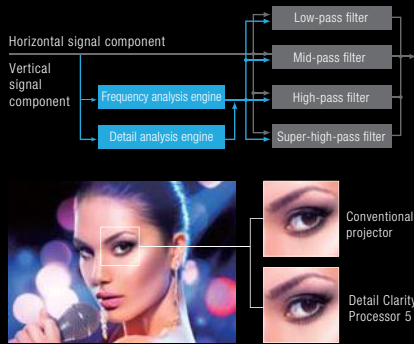 Low-pass filter
Horizontal signal component
Mid-pass filter
Vertical
signal
component
Frequency analysis engine
High-pass filter
Detail analysis engine
Super-high-pass filter
Conventional
projector
Detail Clarity
Processor 5